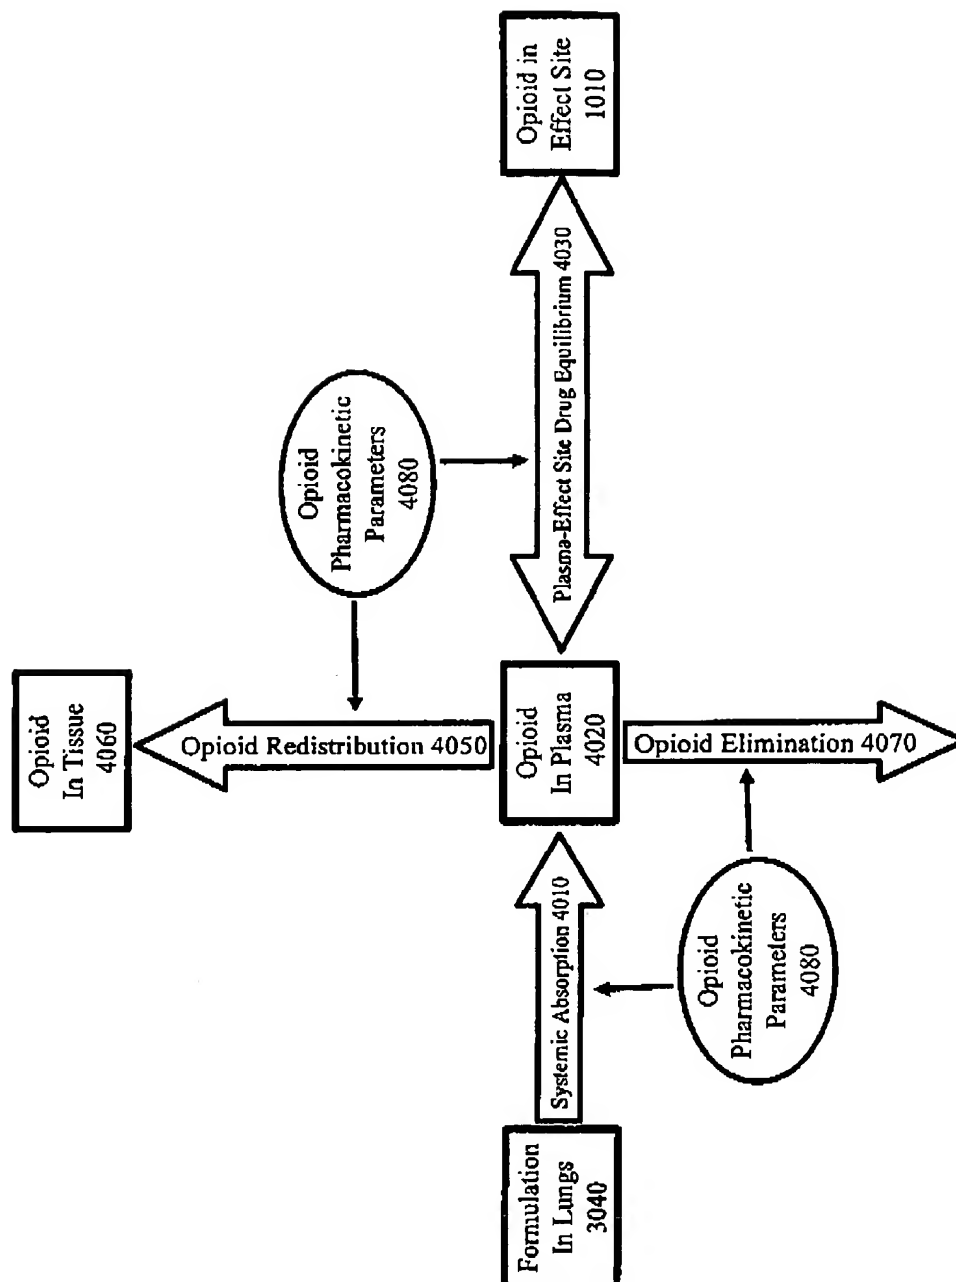 Opioid
In Tissue
4060
Opioid Redistribution 4050
Opioid
Pharmacokinetic
Parameters
4080
Formulation
In Lungs
3040
Systemic Absorption 4010
Opioid
In Plasma
4020
Plasma-Effect Site Drug Equilibrium 4030
Opioid in
Effect Site
1010
Opioid Elimination 4070
Opioid
Pharmacokinetic
Parameters
4080